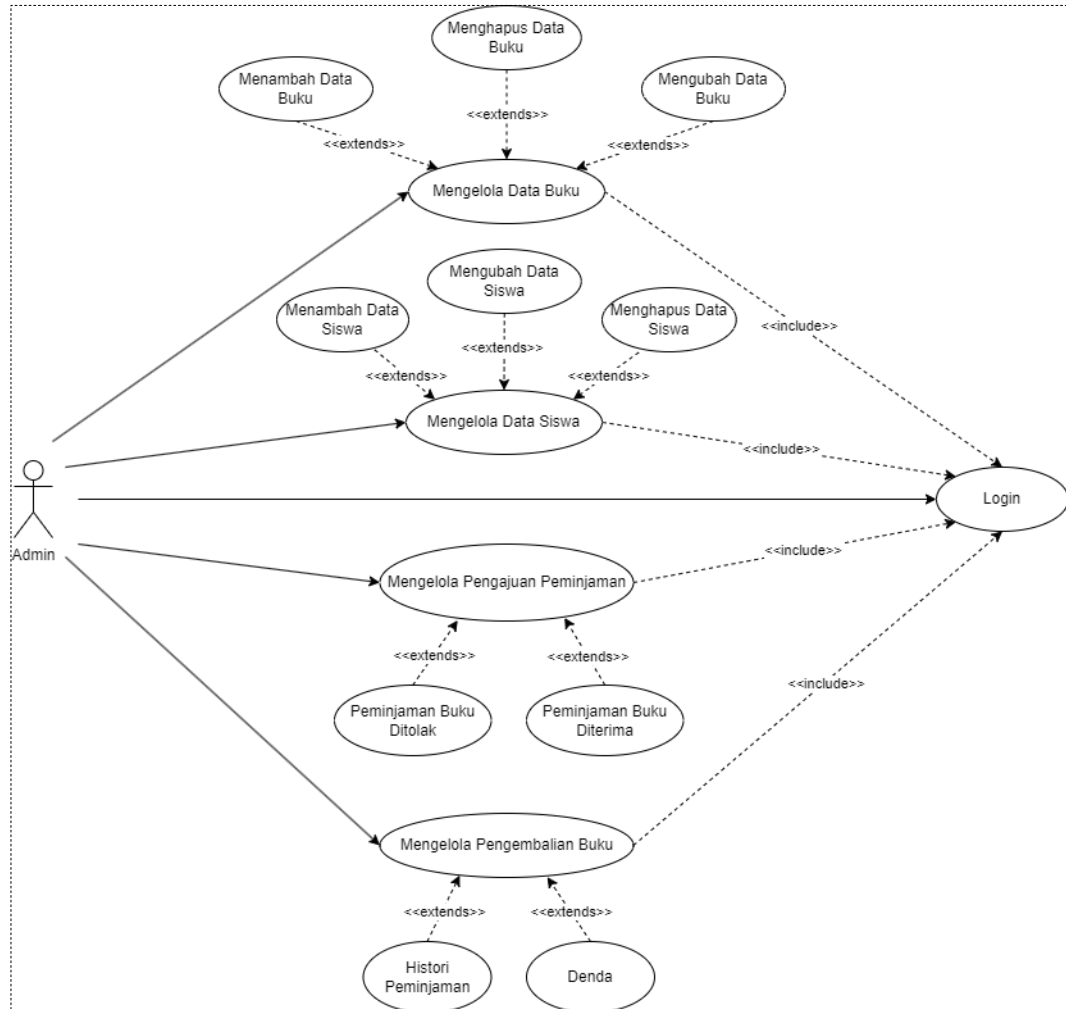 Menghapus Data
Buku
Menambah Data
Buku
Mengubah Data
Buku
<<extends>>
<<extends>>
<<extends>>
Mengelola Data Buku
Mengubah Data
Siswa
Menambah Data
Siswa
Menghapus Data
Siswa
<<include>>
<<extends>>
<<extends>>
<<extends>>
Mengelola Data Siswa
<<include>>
Login
Admin
<<include>>
Mengelola Pengajuan Peminjaman
<<extends>>
<<extends>>
<<include>>
Peminjaman Buku
Ditolak
Peminjaman Buku
Diterima
Mengelola Pengembalian Buku
<<extends>>
<<extends>>
Histori
Peminjaman
Denda